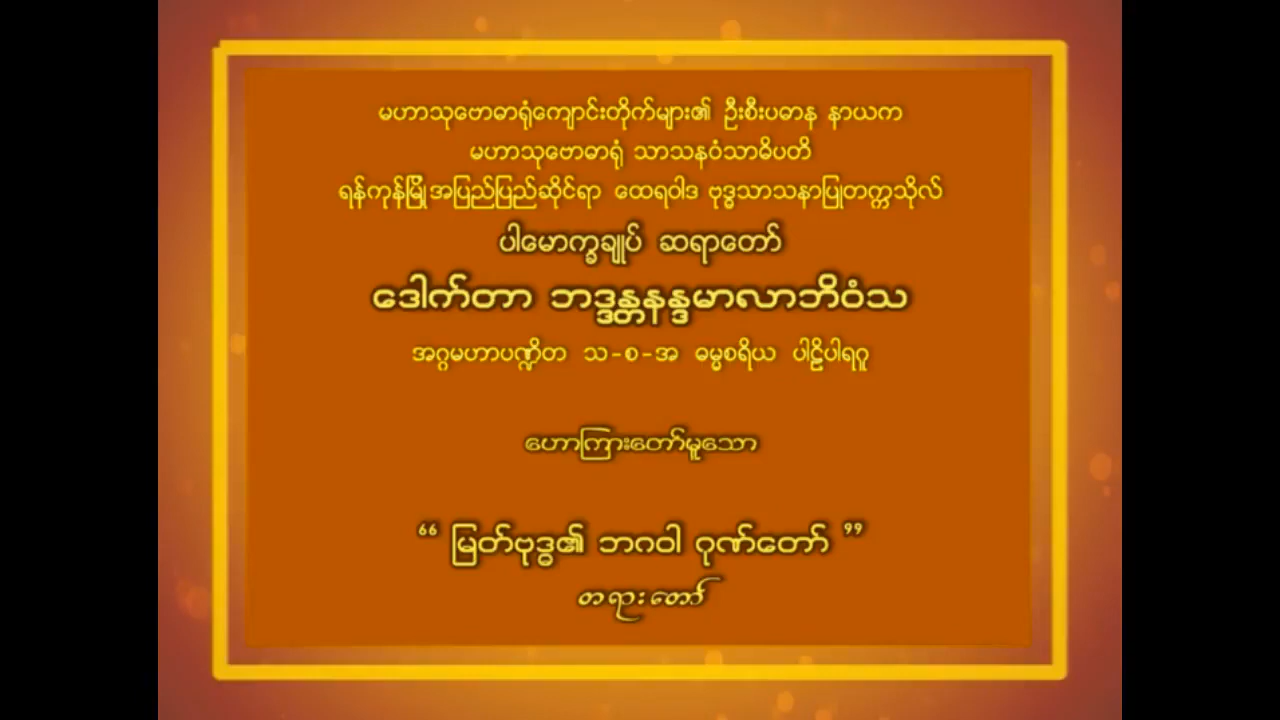 မဟာသုဗောဓာရုံကျောင်းတိုက်များ၏ ဦးစီးပဓာန နာယက
မဟာသုဗောဓာရုံ သာသနဝံသာဓိပတိ
ရန်ကုန်မြို့အပြည်ပြည်ဆိုင်ရာ ထေရဝါဒ ဗုဒ္ဓသာသနာပြုတက္ကသိုလ်
ပါမောက္ခချုပ် ဆရာတော်
ဒေါက်တာ ဘဒ္ဒန္တနန္ဒမာလာဘိဝံသ
အဂ္ဂမဟာပဏ္ဍိတ သ-စ-အ ဓမ္မစရိယ ပါဠိပါရဂူ
ဟောကြားတော်မူသော
“ မြတ်ဗုဒ္ဓ၏ ဘဂဝါ ဂုဏ်တော် ”
တရားတော်